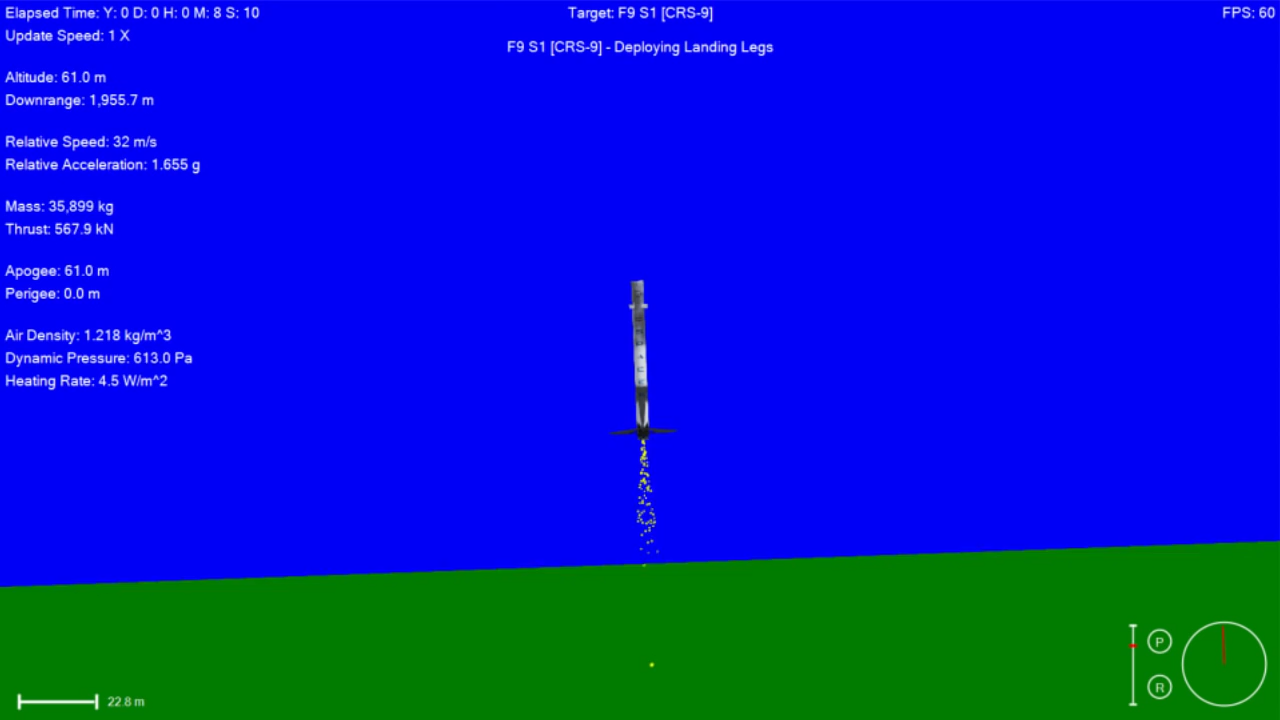 Elapsed Time: Y: 0 D: 0 H: 0 M: 8 S: 10
Update Speed: 1 X
Target: F9 S1 [CRS-9]
FPS: 60
F9 S1 [CRS-9] - Deploying Landing Legs
Altitude: 61.0 m
Downrange: 1,955.7 m
Relative Speed: 32 m/s
Relative Acceleration: 1.655 g
Mass: 35,899 kg
Thrust: 567.9 kN
Apogee: 61.0 m
Perigee: 0.0 m
Air Density: 1.218 kg/m^3
Dynamic Pressure: 613.0 Pa
Heating Rate: 4.5 W/m^2
P
R
22.8 m